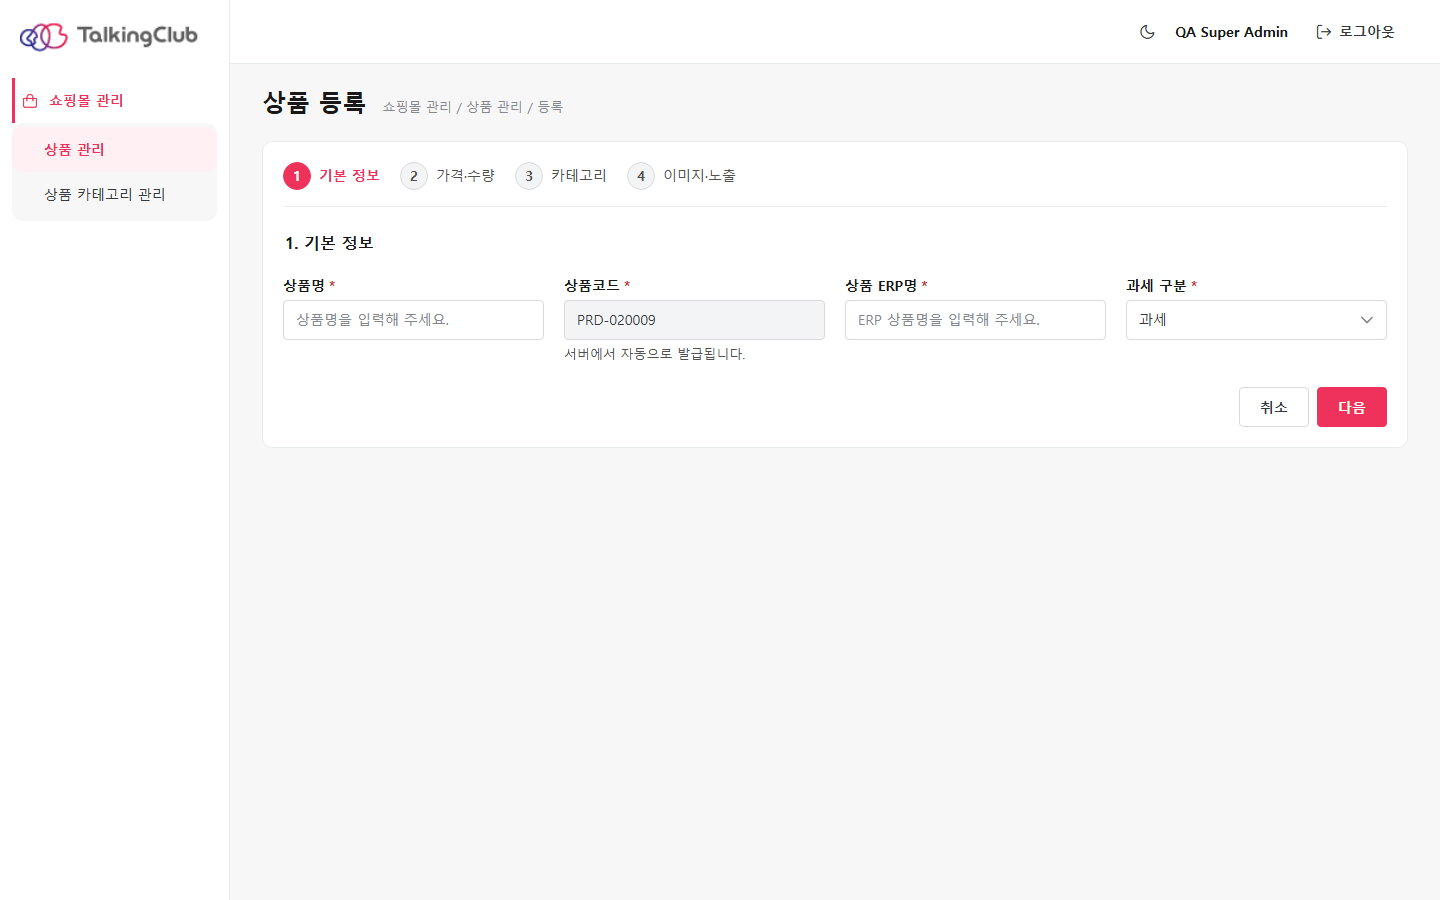 TalkingClub
QA Super Admin
로그아웃
쇼핑몰 관리
상품 관리
상품 카테고리 관리
상품 등록
쇼핑몰 관리 / 상품 관리 / 등록
1 기본 정보
2 가격·수량
3 카테고리
4 이미지·노출
1. 기본 정보
상품명 *
상품명을 입력해 주세요.
상품코드 *
PRD-020009
서버에서 자동으로 발급됩니다.
상품 ERP명 *
ERP 상품명을 입력해 주세요.
과세 구분 *
과세
취소
다음